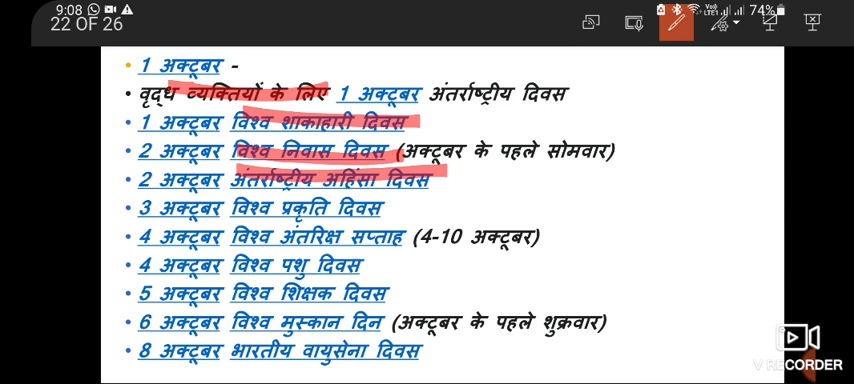 9:08
74%
22 OF 26
1 अक्टूबर -
वृद्ध व्यक्तियों के लिए 1 अक्टूबर अंतर्राष्ट्रीय दिवस
1 अक्टूबर विश्व शाकाहारी दिवस
2 अक्टूबर विश्व निवास दिवस (अक्टूबर के पहले सोमवार)
2 अक्टूबर अंतर्राष्ट्रीय अहिंसा दिवस
3 अक्टूबर विश्व प्रकृति दिवस
4 अक्टूबर विश्व अंतरिक्ष सप्ताह (4-10 अक्टूबर)
4 अक्टूबर विश्व पशु दिवस
5 अक्टूबर विश्व शिक्षक दिवस
6 अक्टूबर विश्व मुस्कान दिन (अक्टूबर के पहले शुक्रवार)
8 अक्टूबर भारतीय वायुसेना दिवस
V RECORDER